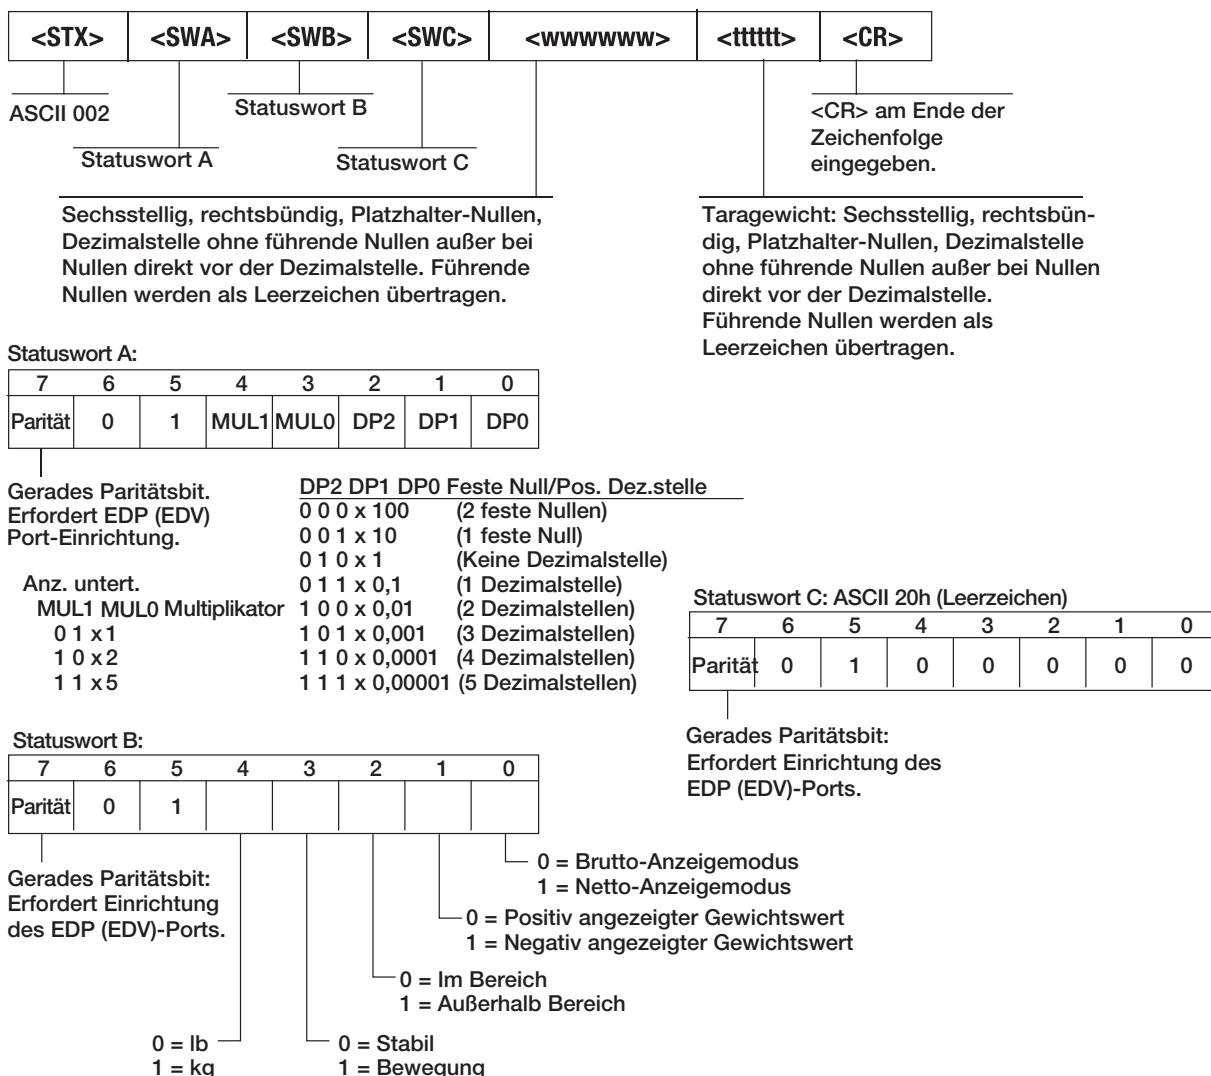 <STX> <SWA> <SWB> <SWC> <wwwwww> <tttttt> <CR>
ASCII 002
Statuswort B
<CR> am Ende der
Zeichenfolge
eingegeben.
Statuswort A
Statuswort C
Sechsstellig, rechtsbündig, Platzhalter-Nullen,
Dezimalstelle ohne führende Nullen außer bei
Nullen direkt vor der Dezimalstelle. Führende
Nullen werden als Leerzeichen übertragen.
Taragewicht: Sechsstellig, rechtsbün-
dig, Platzhalter-Nullen, Dezimalstelle
ohne führende Nullen außer bei Nullen
direkt vor der Dezimalstelle.
Führende Nullen werden als
Leerzeichen übertragen.
Statuswort A:
7 6 5 4 3 2 1 0
Parität 0 1 MUL1 MUL0 DP2 DP1 DP0
Gerades Paritätsbit.
Erfordert EDP (EDV)
Port-Einrichtung.
DP2 DP1 DP0 Feste Null/Pos. Dez.stelle
0 0 0 x 100 (2 feste Nullen)
0 0 1 x 10 (1 feste Null)
0 1 0 x 1 (Keine Dezimalstelle)
0 1 1 x 0,1 (1 Dezimalstelle)
1 0 0 x 0,01 (2 Dezimalstellen)
1 0 1 x 0,001 (3 Dezimalstellen)
1 1 0 x 0,0001 (4 Dezimalstellen)
1 1 1 x 0,00001 (5 Dezimalstellen)
Anz. untert.
MUL1 MUL0 Multiplikator
0 1 x 1
1 0 x 2
1 1 x 5
Statuswort C: ASCII 20h (Leerzeichen)
7 6 5 4 3 2 1 0
Parität 0 1 0 0 0 0 0
Gerades Paritätsbit:
Erfordert Einrichtung des
EDP (EDV)-Ports.
Statuswort B:
7 6 5 4 3 2 1 0
Parität 0 1
Gerades Paritätsbit:
Erfordert Einrichtung
des EDP (EDV)-Ports.
0 = Brutto-Anzeigemodus
1 = Netto-Anzeigemodus
0 = Positiv angezeigter Gewichtswert
1 = Negativ angezeigter Gewichtswert
0 = Im Bereich
1 = Außerhalb Bereich
0 = lb
1 = kg
0 = Stabil
1 = Bewegung